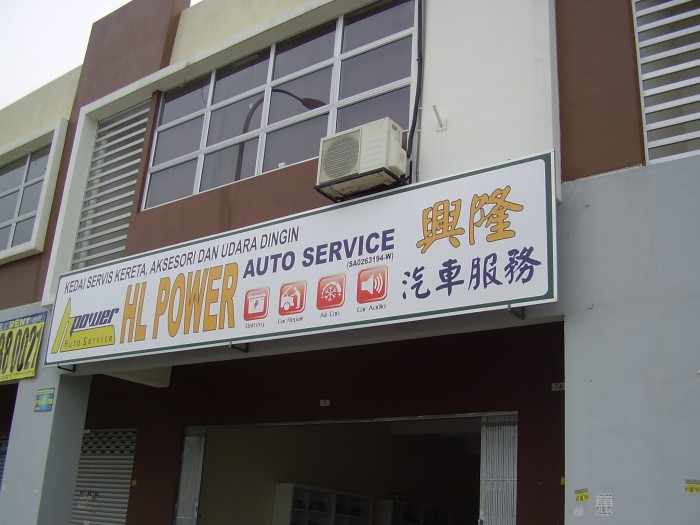 KEDAI SERVIS KERETA, AKSESORI DAN UDARA DINGIN
power
Auto Service
HL POWER
AUTO SERVICE
(SA0263194-W)
Battery
Car Repair
Air Con
Car Audio
興隆
汽車服務